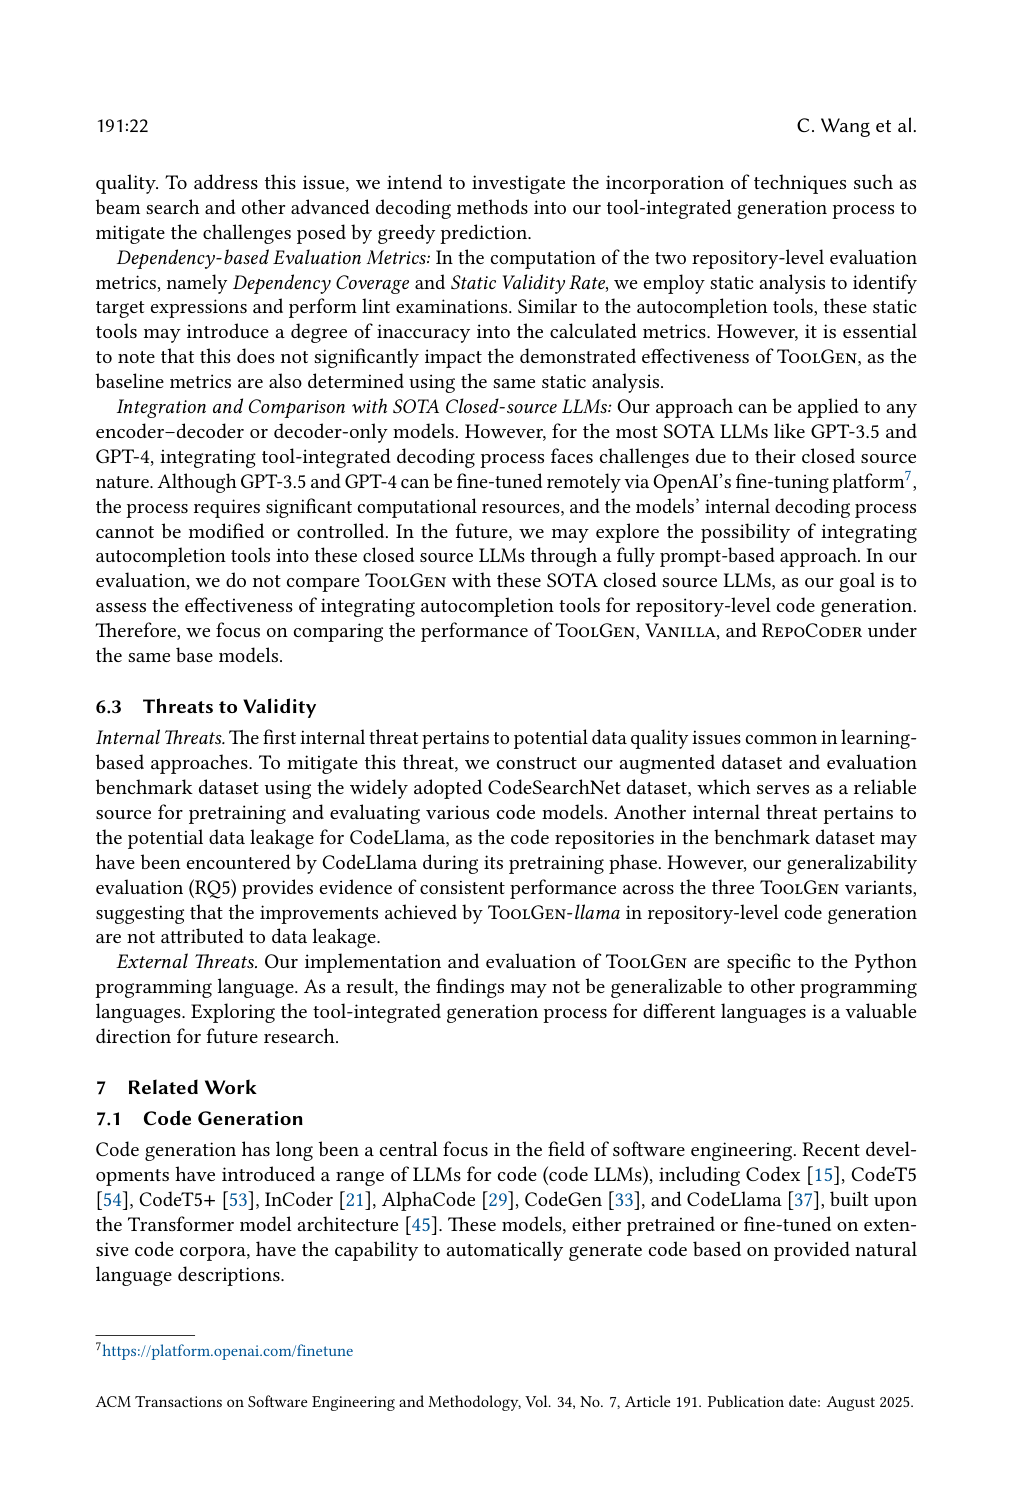 191:22 C. Wang et al.
quality. To address this issue, we intend to investigate the incorporation of techniques such as
beam search and other advanced decoding methods into our tool-integrated generation process to
mitigate the challenges posed by greedy prediction.
Dependency-based Evaluation Metrics: In the computation of the two repository-level evaluation
metrics, namely Dependency Coverage and Static Validity Rate, we employ static analysis to identify
target expressions and perform lint examinations. Similar to the autocompletion tools, these static
tools may introduce a degree of inaccuracy into the calculated metrics. However, it is essential
to note that this does not significantly impact the demonstrated effectiveness of ToolGen, as the
baseline metrics are also determined using the same static analysis.
Integration and Comparison with SOTA Closed-source LLMs: Our approach can be applied to any
encoder–decoder or decoder-only models. However, for the most SOTA LLMs like GPT-3.5 and
GPT-4, integrating tool-integrated decoding process faces challenges due to their closed source
nature. Although GPT-3.5 and GPT-4 can be fine-tuned remotely via OpenAI's fine-tuning platform7,
the process requires significant computational resources, and the models' internal decoding process
cannot be modified or controlled. In the future, we may explore the possibility of integrating
autocompletion tools into these closed source LLMs through a fully prompt-based approach. In our
evaluation, we do not compare ToolGen with these SOTA closed source LLMs, as our goal is to
assess the effectiveness of integrating autocompletion tools for repository-level code generation.
Therefore, we focus on comparing the performance of ToolGen, Vanilla, and RepoCoder under
the same base models.
6.3 Threats to Validity
Internal Threats. The first internal threat pertains to potential data quality issues common in learning-
based approaches. To mitigate this threat, we construct our augmented dataset and evaluation
benchmark dataset using the widely adopted CodeSearchNet dataset, which serves as a reliable
source for pretraining and evaluating various code models. Another internal threat pertains to
the potential data leakage for CodeLlama, as the code repositories in the benchmark dataset may
have been encountered by CodeLlama during its pretraining phase. However, our generalizability
evaluation (RQ5) provides evidence of consistent performance across the three ToolGen variants,
suggesting that the improvements achieved by ToolGen-llama in repository-level code generation
are not attributed to data leakage.
External Threats. Our implementation and evaluation of ToolGen are specific to the Python
programming language. As a result, the findings may not be generalizable to other programming
languages. Exploring the tool-integrated generation process for different languages is a valuable
direction for future research.
7 Related Work
7.1 Code Generation
Code generation has long been a central focus in the field of software engineering. Recent devel-
opments have introduced a range of LLMs for code (code LLMs), including Codex [15], CodeT5
[54], CodeT5+ [53], InCoder [21], AlphaCode [29], CodeGen [33], and CodeLlama [37], built upon
the Transformer model architecture [45]. These models, either pretrained or fine-tuned on exten-
sive code corpora, have the capability to automatically generate code based on provided natural
language descriptions.
7https://platform.openai.com/finetune
ACM Transactions on Software Engineering and Methodology, Vol. 34, No. 7, Article 191. Publication date: August 2025.